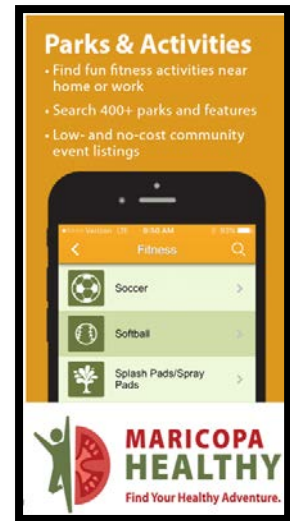 Parks & Activities
• Find fun fitness activities near
home or work
• Search 400+ parks and features
• Low- and no-cost community
event listings
Verizon LTE 8:50 AM 93%
Fitness
Soccer
Softball
Splash Pads/Spray
Pads
MARICOPA
HEALTHY
Find Your Healthy Adventure.